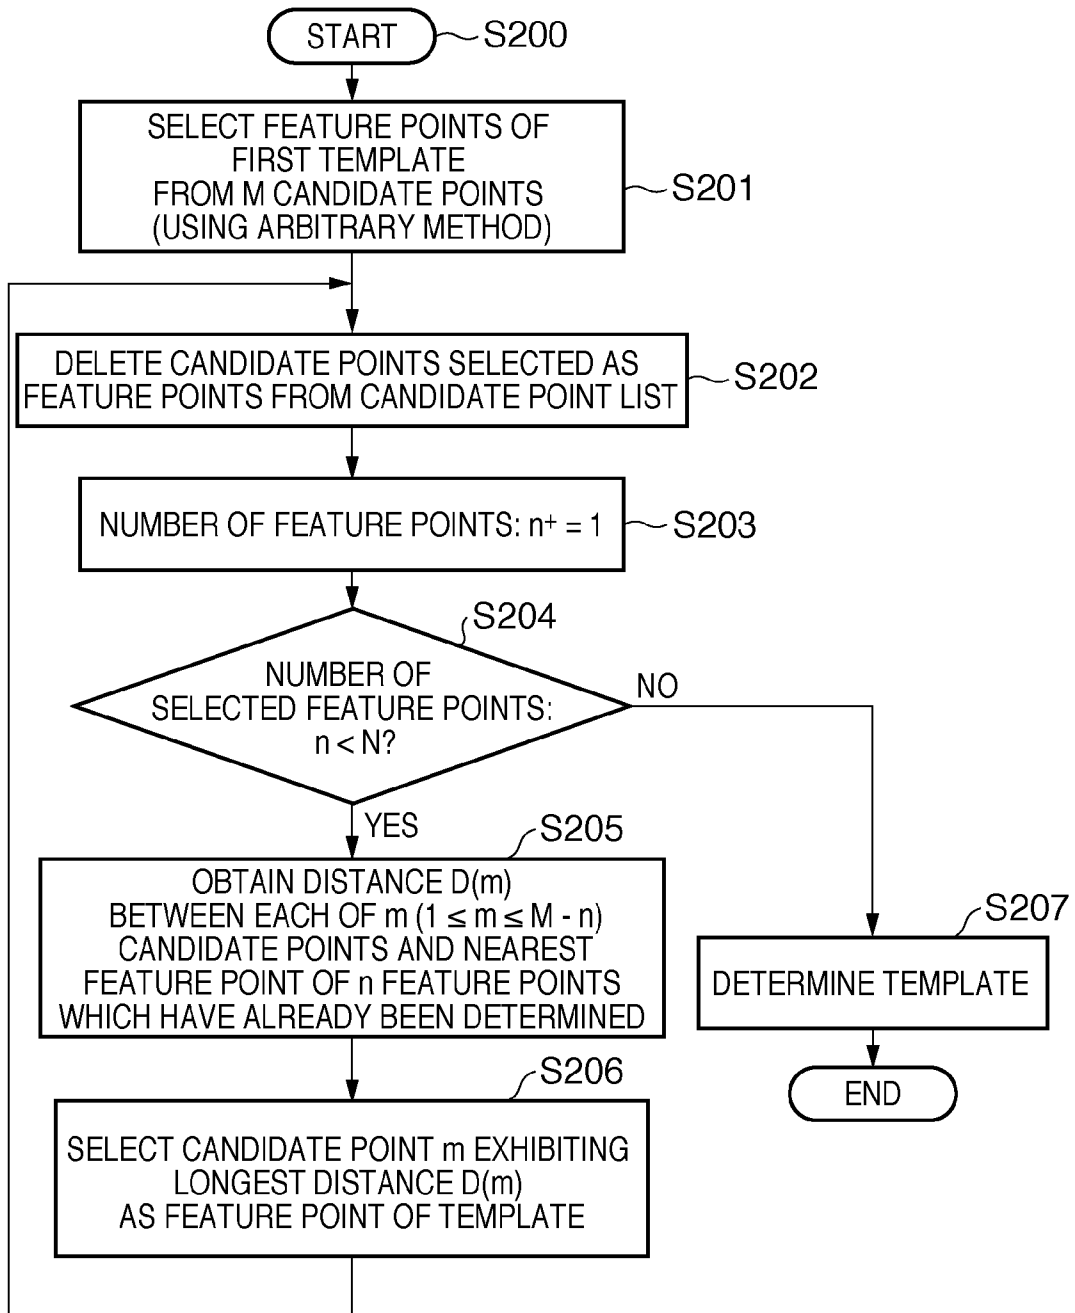 START
S200
SELECT FEATURE POINTS OF
FIRST TEMPLATE
FROM M CANDIDATE POINTS
(USING ARBITRARY METHOD)
S201
DELETE CANDIDATE POINTS SELECTED AS
FEATURE POINTS FROM CANDIDATE POINT LIST
S202
NUMBER OF FEATURE POINTS: n⁺ = 1
S203
S204
NUMBER OF
SELECTED FEATURE POINTS:
n < N?
NO
YES
S205
OBTAIN DISTANCE D(m)
BETWEEN EACH OF m (1 ≤ m ≤ M - n)
CANDIDATE POINTS AND NEAREST
FEATURE POINT OF n FEATURE POINTS
WHICH HAVE ALREADY BEEN DETERMINED
S207
DETERMINE TEMPLATE
END
S206
SELECT CANDIDATE POINT m EXHIBITING
LONGEST DISTANCE D(m)
AS FEATURE POINT OF TEMPLATE